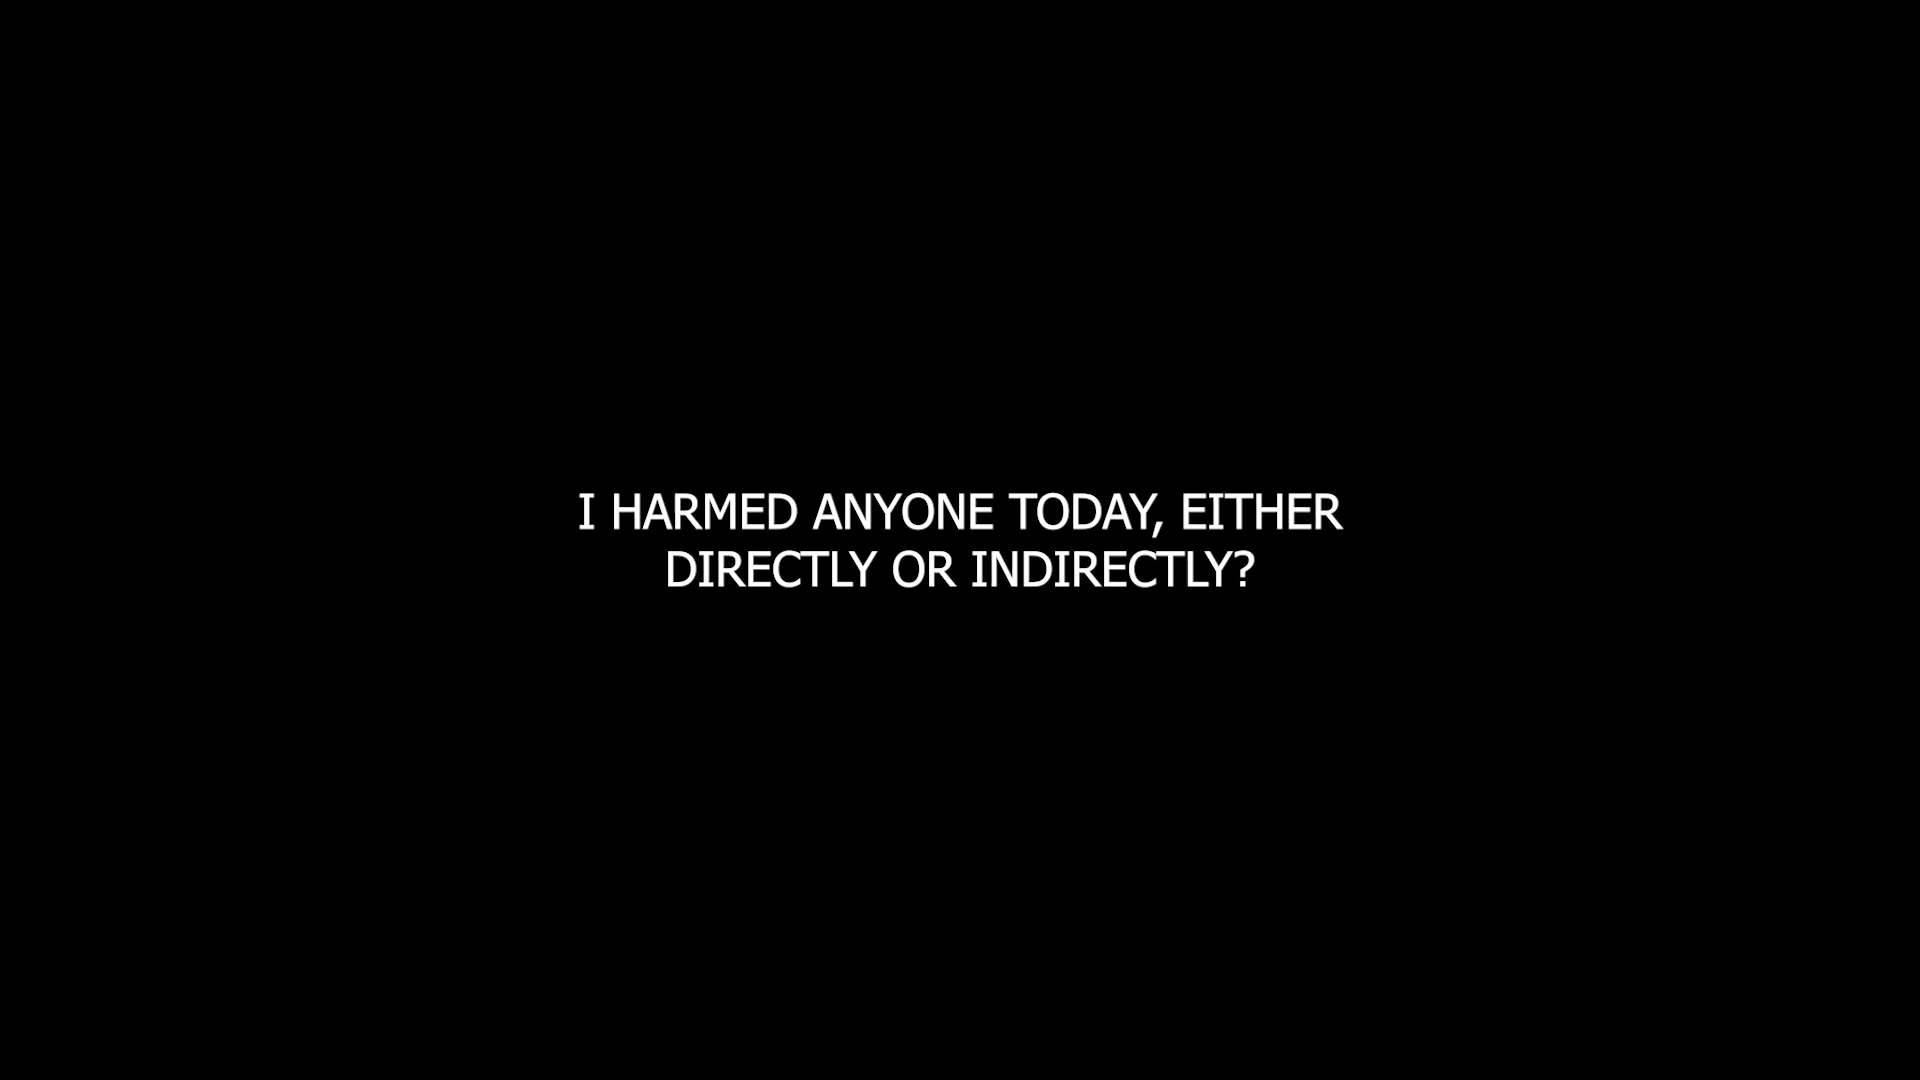 I HARMED ANYONE TODAY, EITHER
DIRECTLY OR INDIRECTLY?